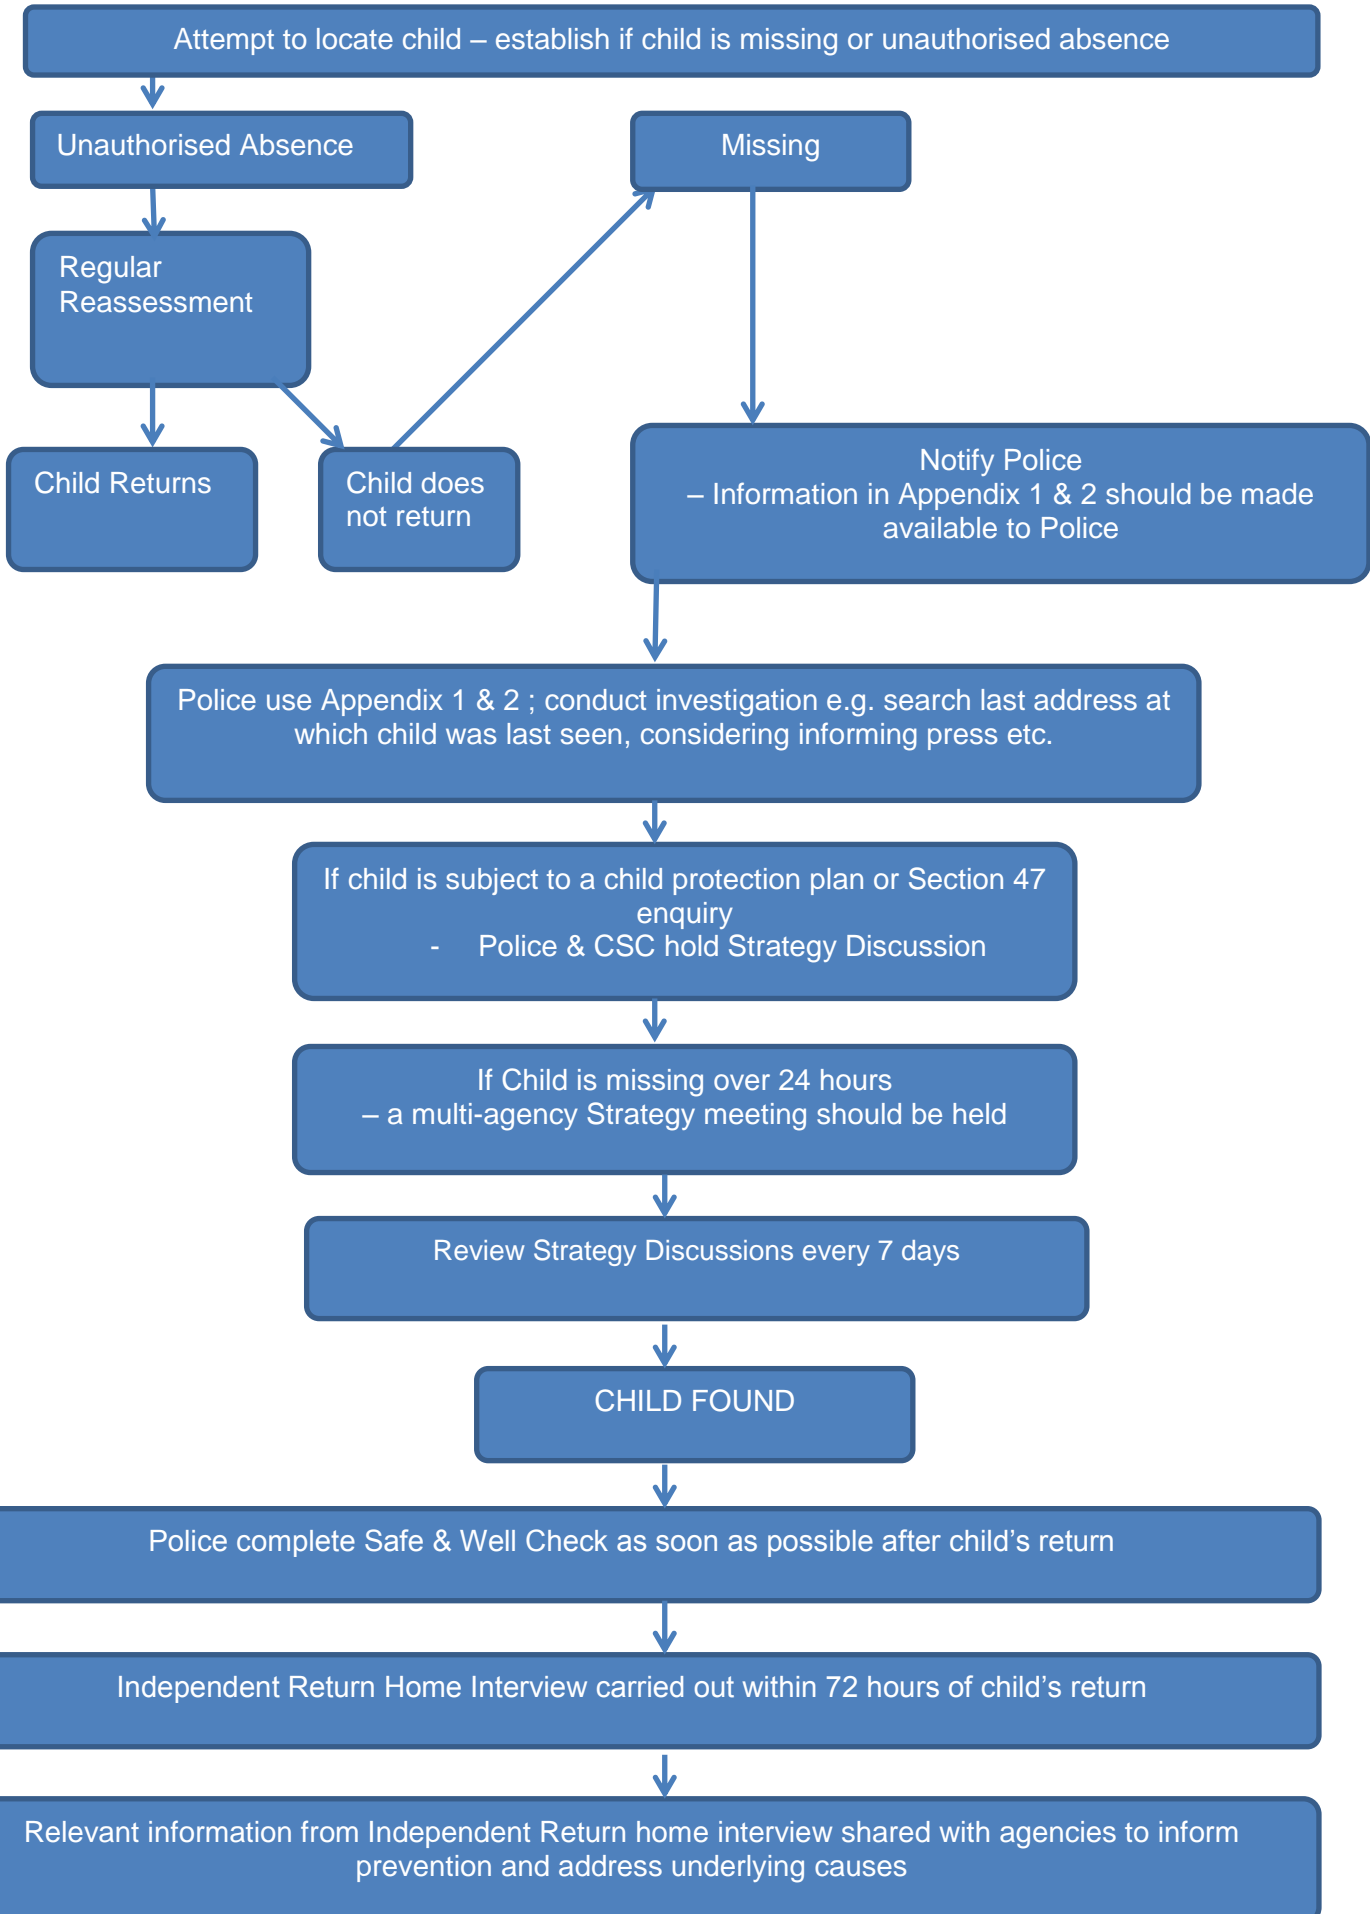 Attempt to locate child – establish if child is missing or unauthorised absence
Unauthorised Absence
Missing
Regular
Reassessment
Child Returns
Child does
not return
Notify Police
– Information in Appendix 1 & 2 should be made
available to Police
Police use Appendix 1 & 2 ; conduct investigation e.g. search last address at
which child was last seen, considering informing press etc.
If child is subject to a child protection plan or Section 47
enquiry
- Police & CSC hold Strategy Discussion
If Child is missing over 24 hours
– a multi-agency Strategy meeting should be held
Review Strategy Discussions every 7 days
CHILD FOUND
Police complete Safe & Well Check as soon as possible after child’s return
Independent Return Home Interview carried out within 72 hours of child’s return
Relevant information from Independent Return home interview shared with agencies to inform
prevention and address underlying causes